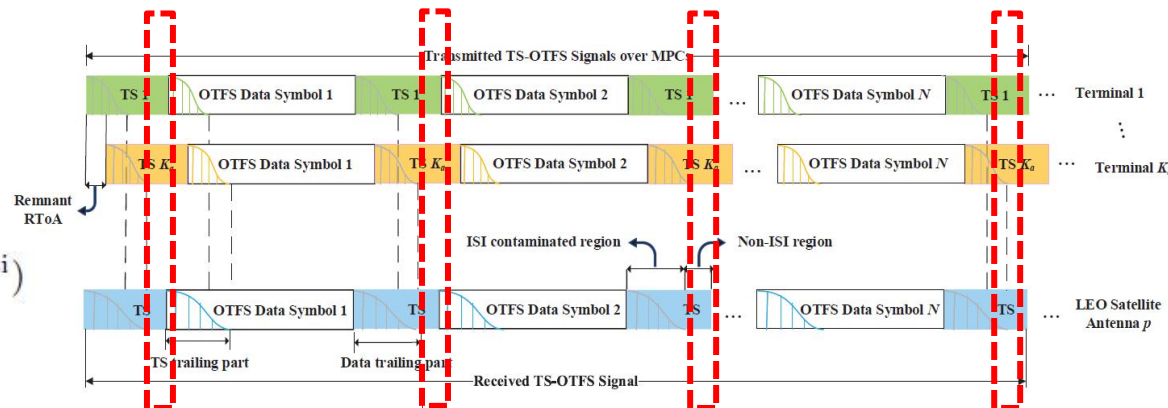 Transmitted TS-OTFS Signals over MPCs
TS 1 OTFS Data Symbol 1 TS 1 OTFS Data Symbol 2 TS 1 ... OTFS Data Symbol N TS 1 ... Terminal 1
⋮
TS Ka OTFS Data Symbol 1 TS Ka OTFS Data Symbol 2 TS Ka ... OTFS Data Symbol N TS Ka ... Terminal K
Remnant
RToA
ISI contaminated region Non-ISI region
i)
TS OTFS Data Symbol 1 TS OTFS Data Symbol 2 TS ... OTFS Data Symbol N TS ... LEO Satellite
Antenna p
TS trailing part Data trailing part
Received TS-OTFS Signal